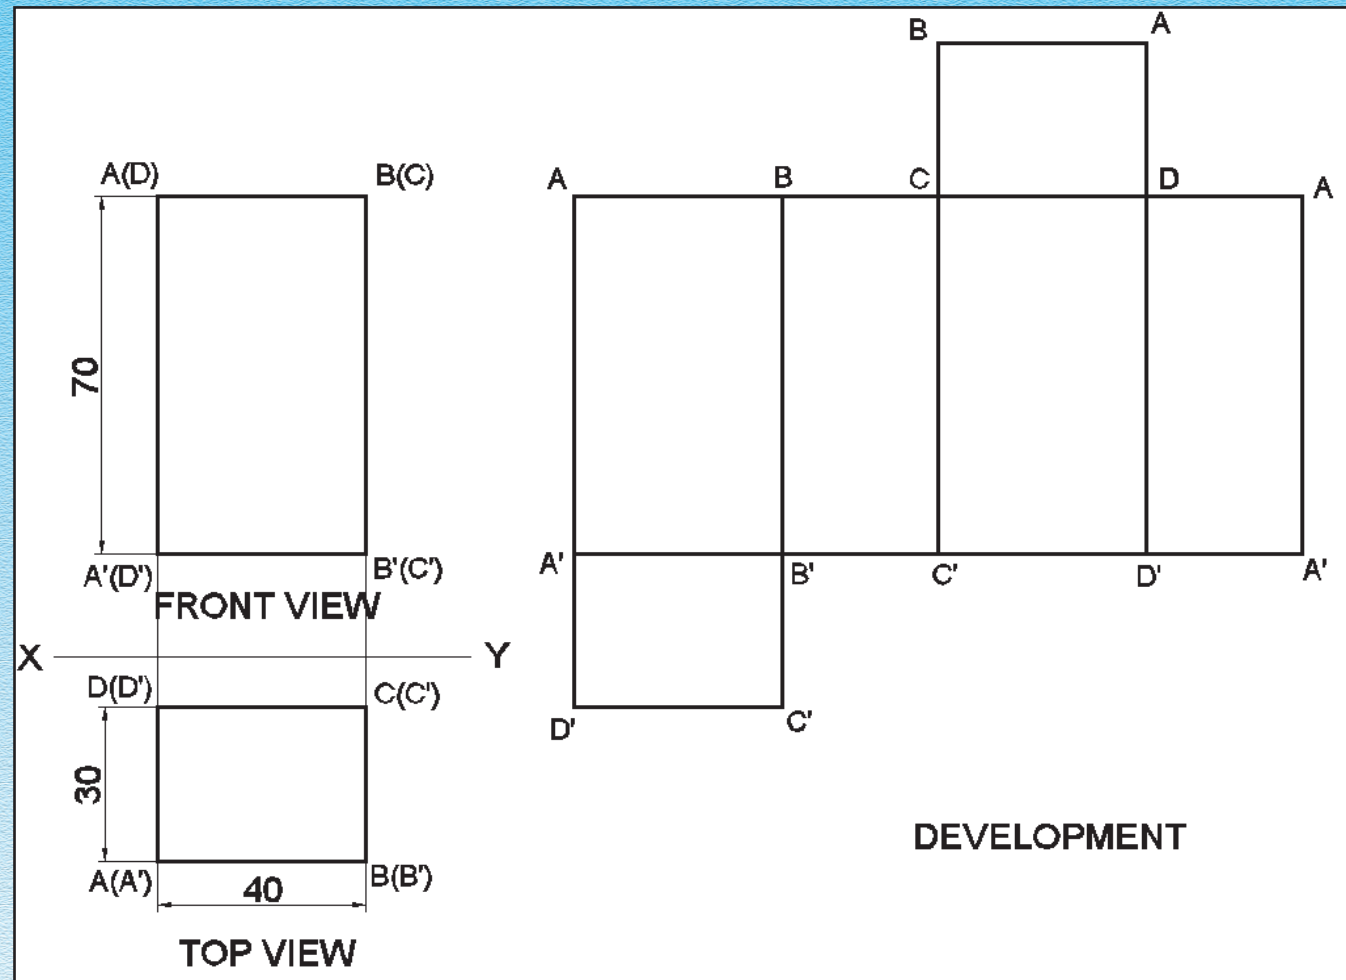 B A
A(D) B(C) A B C D A
70
A'(D') B'(C') A' B' C' D' A'
FRONT VIEW
X Y
D(D') C(C')
D' C'
30
DEVELOPMENT
A(A') 40 B(B')
TOP VIEW